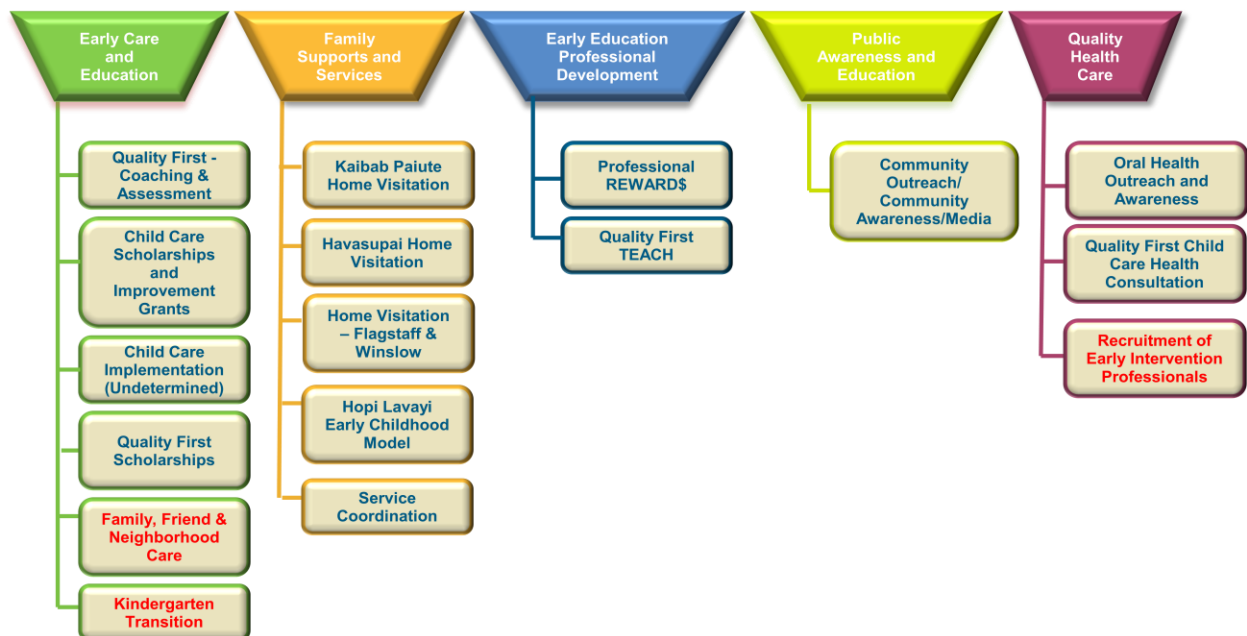 Early Care
and
Education
Family
Supports and
Services
Early Education
Professional
Development
Public
Awareness and
Education
Quality
Health
Care
Quality First -
Coaching &
Assessment
Child Care
Scholarships
and
Improvement
Grants
Child Care
Implementation
(Undetermined)
Quality First
Scholarships
Family, Friend &
Neighborhood
Care
Kindergarten
Transition
Kaibab Paiute
Home Visitation
Havasupai Home
Visitation
Home Visitation
– Flagstaff &
Winslow
Hopi Lavayi
Early Childhood
Model
Service
Coordination
Professional
REWARD$
Quality First
TEACH
Community
Outreach/
Community
Awareness/Media
Oral Health
Outreach and
Awareness
Quality First Child
Care Health
Consultation
Recruitment of
Early Intervention
Professionals